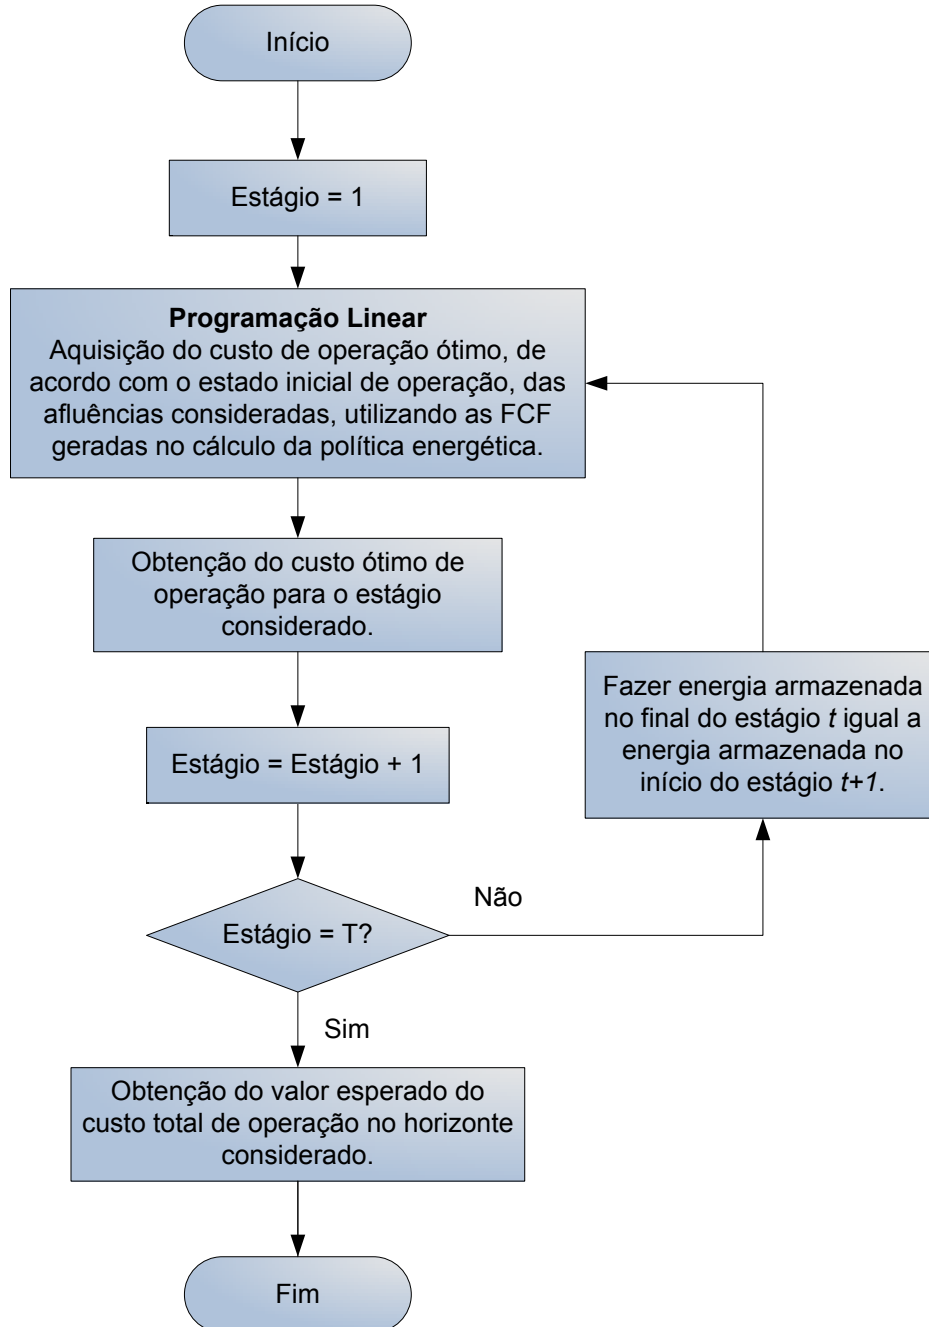 Início
Estágio = 1
Programação Linear
Aquisição do custo de operação ótimo, de
acordo com o estado inicial de operação, das
afluências consideradas, utilizando as FCF
geradas no cálculo da política energética.
Obtenção do custo ótimo de
operação para o estágio
considerado.
Fazer energia armazenada
no final do estágio t igual a
energia armazenada no
início do estágio t+1.
Estágio = Estágio + 1
Não
Estágio = T?
Sim
Obtenção do valor esperado do
custo total de operação no horizonte
considerado.
Fim